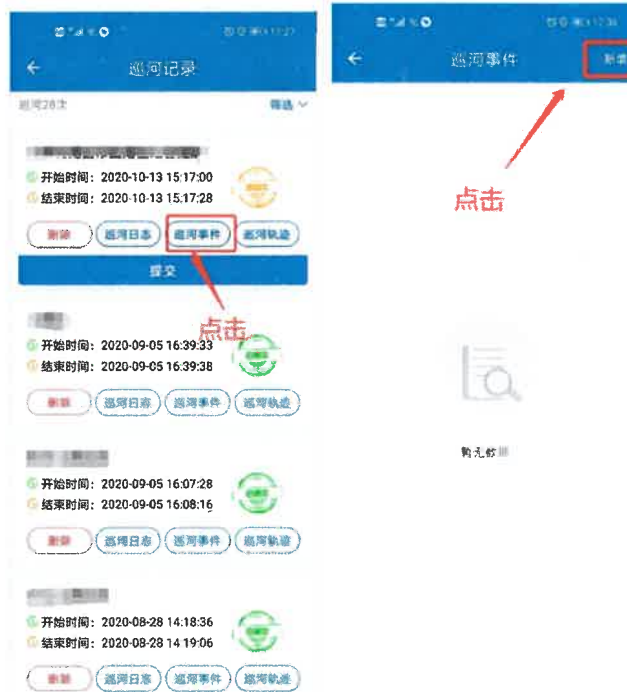 巡河记录
巡河28次
筛选
开始时间：2020-10-13 15:17:00
结束时间：2020-10-13 15:17:28
删除 巡河日志 巡河事件 巡河轨迹
提交
点击
开始时间：2020-09-05 16:39:33
结束时间：2020-09-05 16:39:38
删除 巡河日志 巡河事件 巡河轨迹
开始时间：2020-09-05 16:07:28
结束时间：2020-09-05 16:08:16
删除 巡河日志 巡河事件 巡河轨迹
开始时间：2020-08-28 14:18:36
结束时间：2020-08-28 14:19:06
删除 巡河日志 巡河事件 巡河轨迹
巡河事件
新增
点击
暂无数据